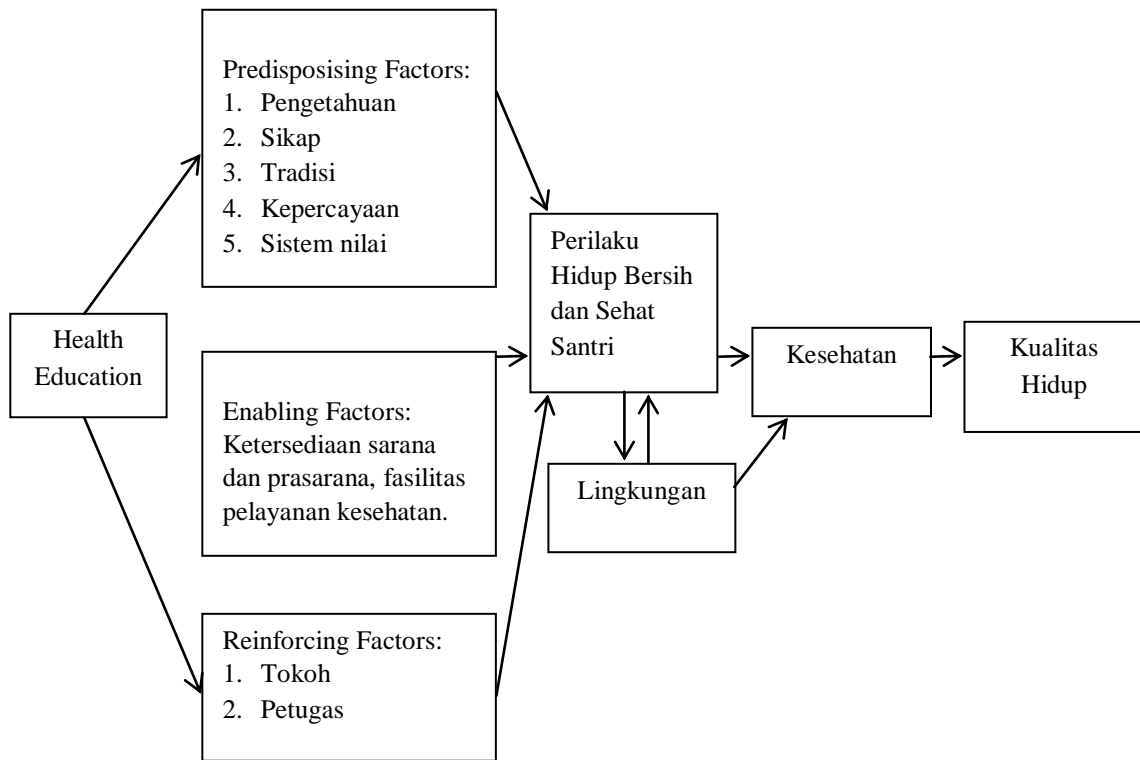 Predisposising Factors:
1. Pengetahuan
2. Sikap
3. Tradisi
4. Kepercayaan
5. Sistem nilai
Health
Education
Enabling Factors:
Ketersediaan sarana
dan prasarana, fasilitas
pelayanan kesehatan.
Reinforcing Factors:
1. Tokoh
2. Petugas
Perilaku
Hidup Bersih
dan Sehat
Santri
Lingkungan
Kesehatan
Kualitas
Hidup